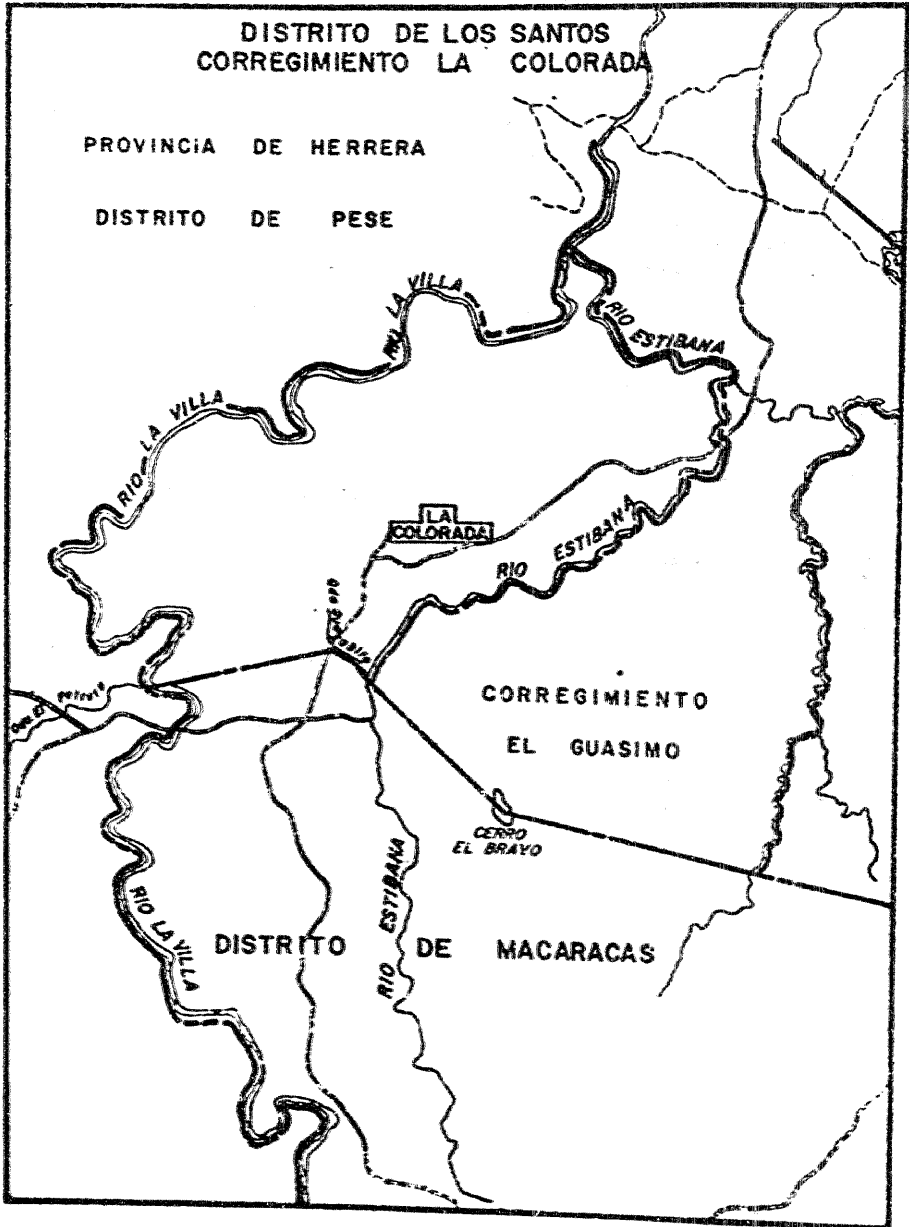 DISTRITO DE LOS SANTOS
CORREGIMIENTO LA COLORADA
PROVINCIA DE HERRERA
DISTRITO DE PESE
RIO LA VILLA
RIO ESTIBANA
RIO LA VILLA
LA
COLORADA
RIO ESTIBANA
CORREGIMIENTO
EL GUASIMO
CERRO
EL BRAVO
RIO ESTIBANA
RIO LA VILLA
DISTRITO DE MACARACAS